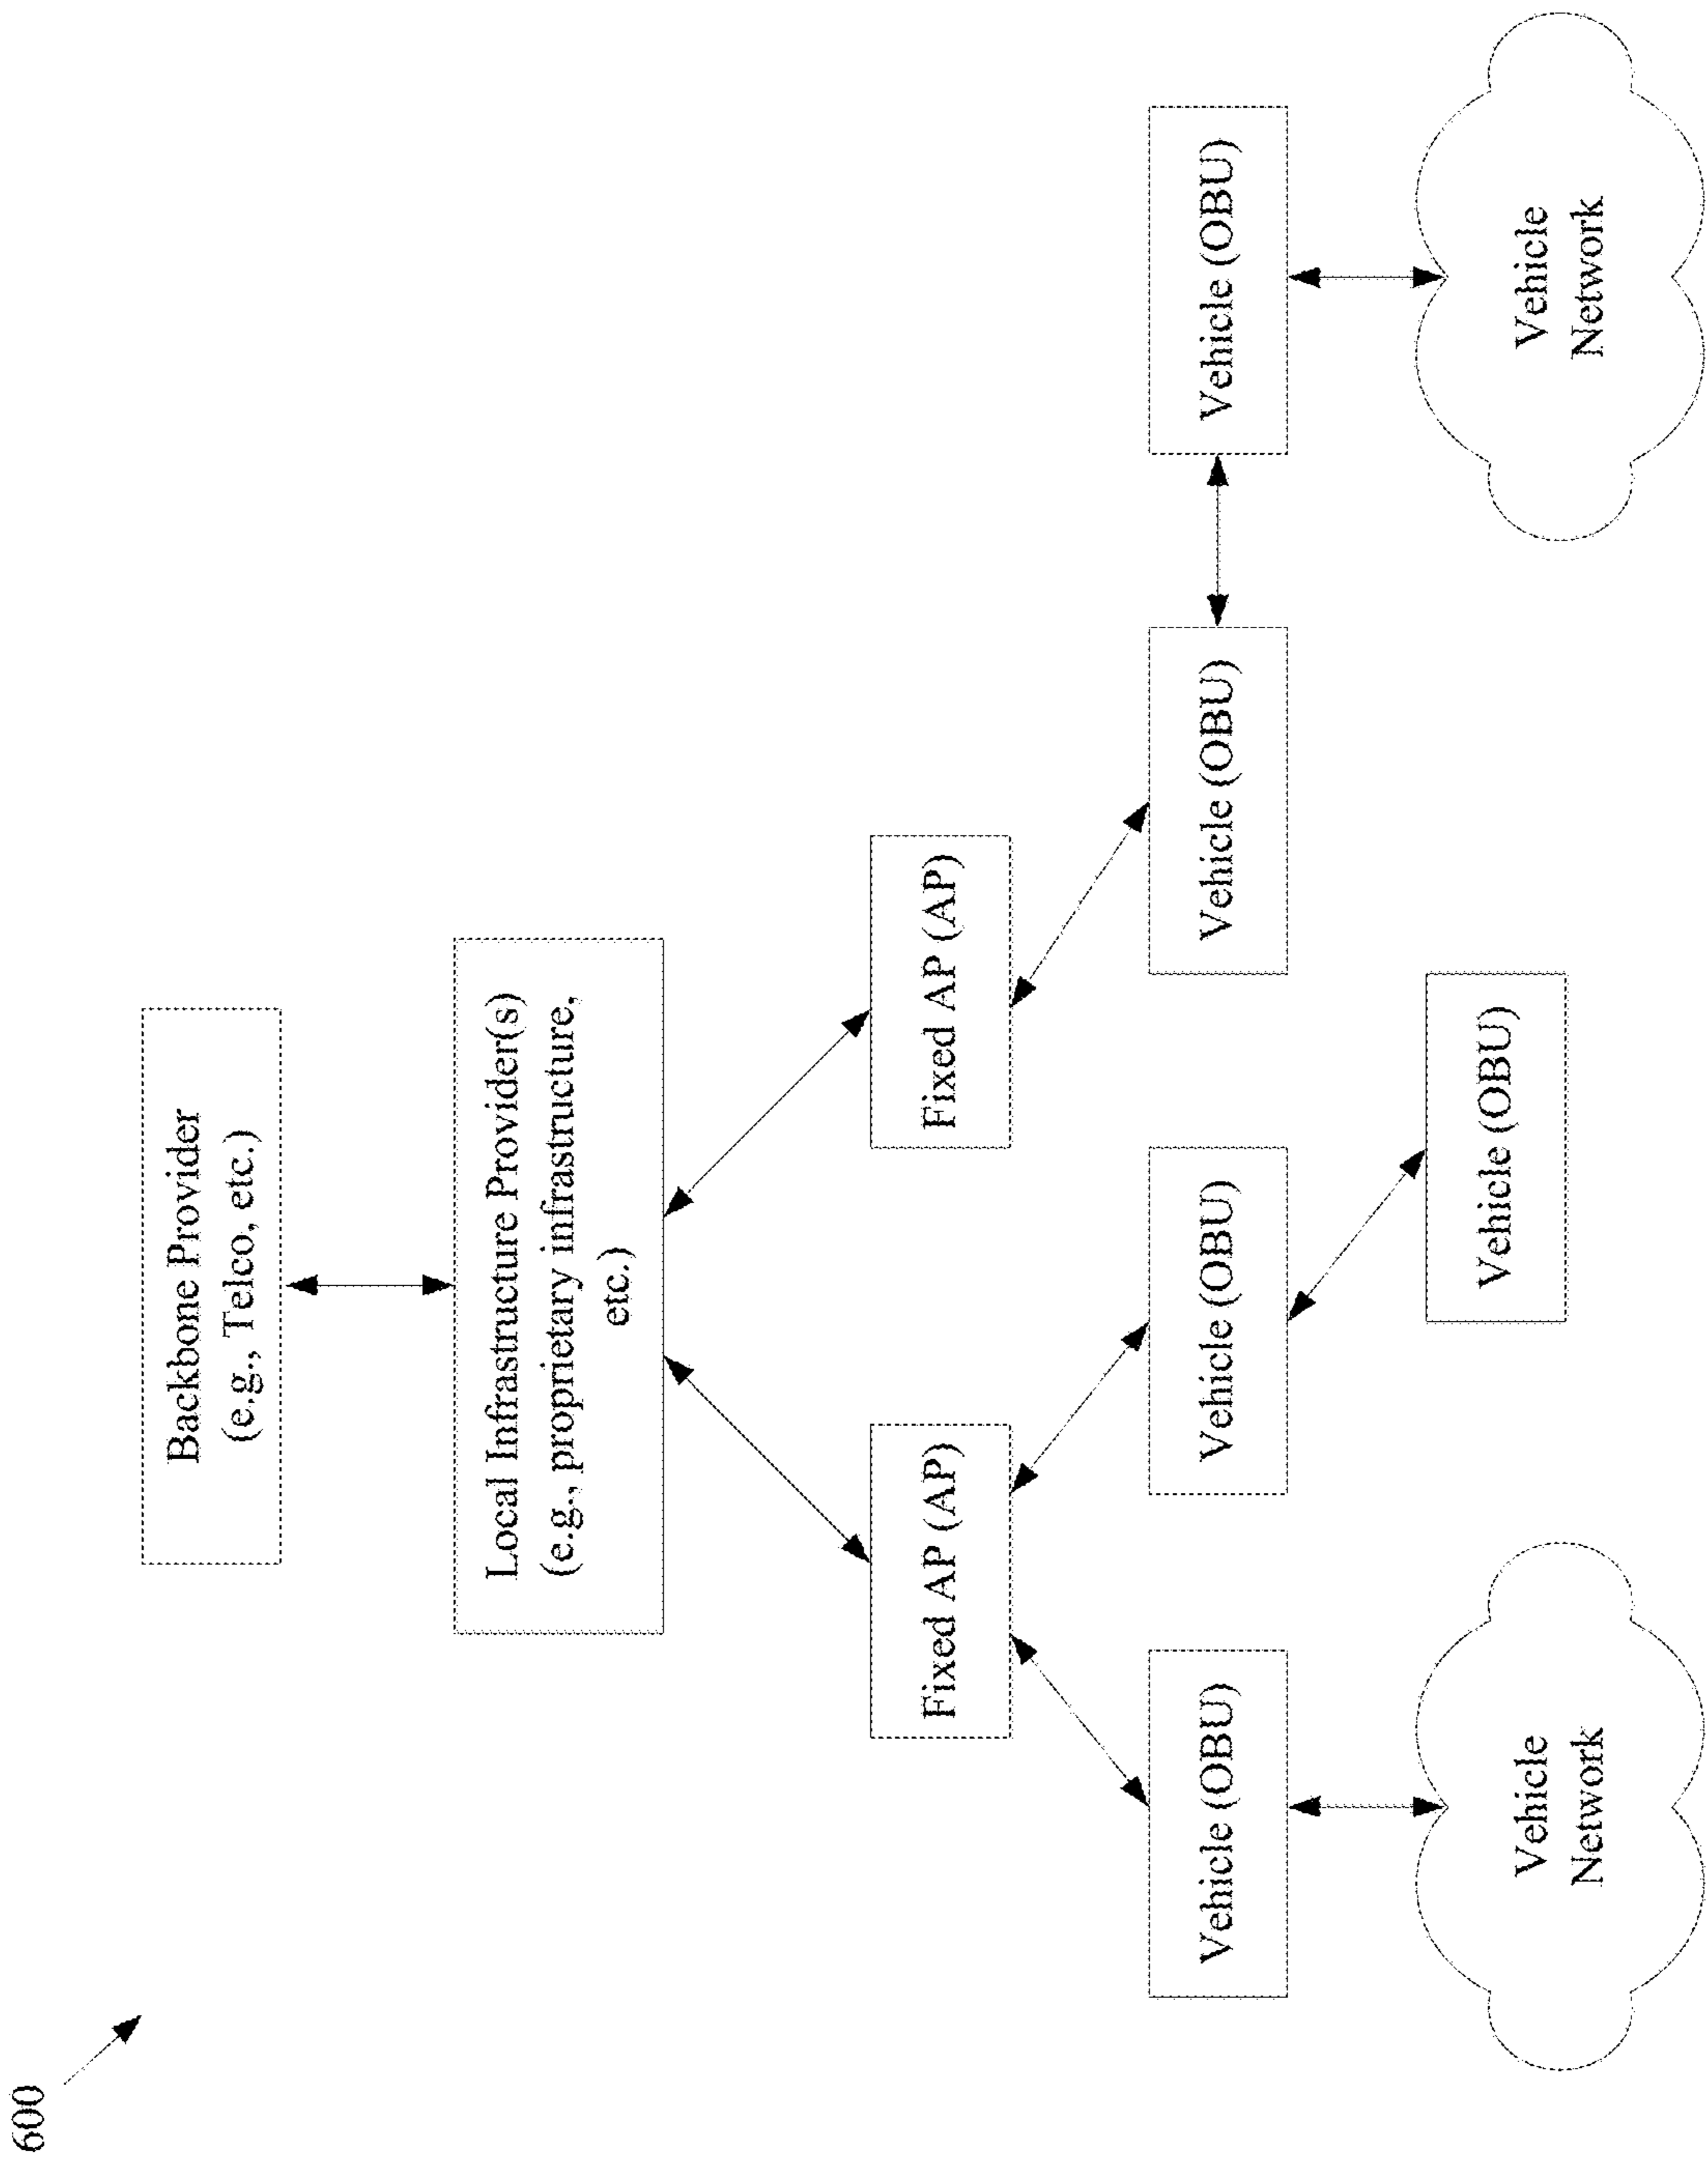 600
Backbone Provider
(e.g., Telco, etc.)
Local Infrastructure Provider(s)
(e.g., proprietary infrastructure,
etc.)
Fixed AP (AP)
Fixed AP (AP)
Vehicle (OBU)
Vehicle (OBU)
Vehicle (OBU)
Vehicle (OBU)
Vehicle (OBU)
Vehicle
Network
Vehicle
Network